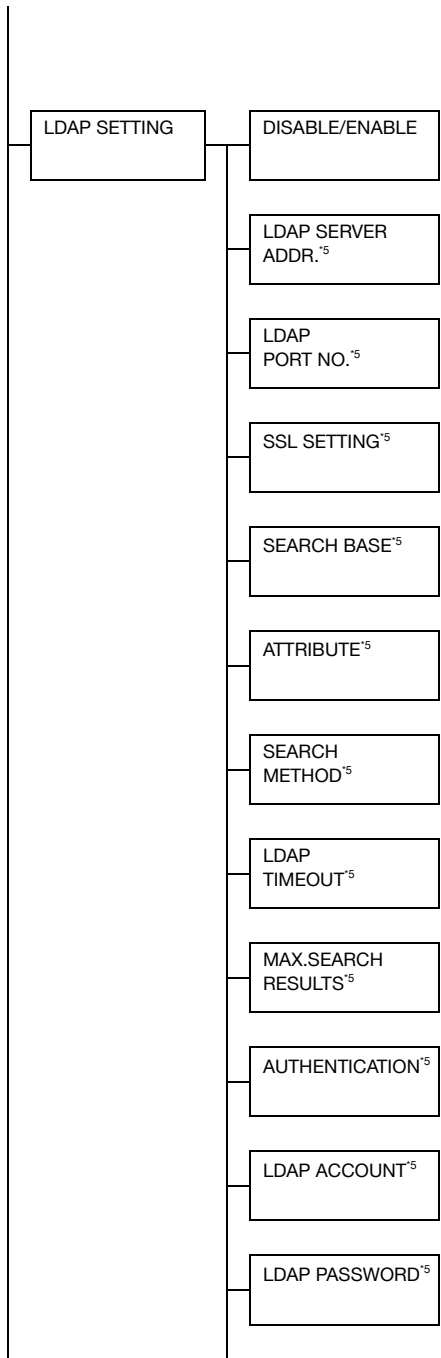 LDAP SETTING
DISABLE/ENABLE
LDAP SERVER
ADDR.*5
LDAP
PORT NO.*5
SSL SETTING*5
SEARCH BASE*5
ATTRIBUTE*5
SEARCH
METHOD*5
LDAP
TIMEOUT*5
MAX.SEARCH
RESULTS*5
AUTHENTICATION*5
LDAP ACCOUNT*5
LDAP PASSWORD*5